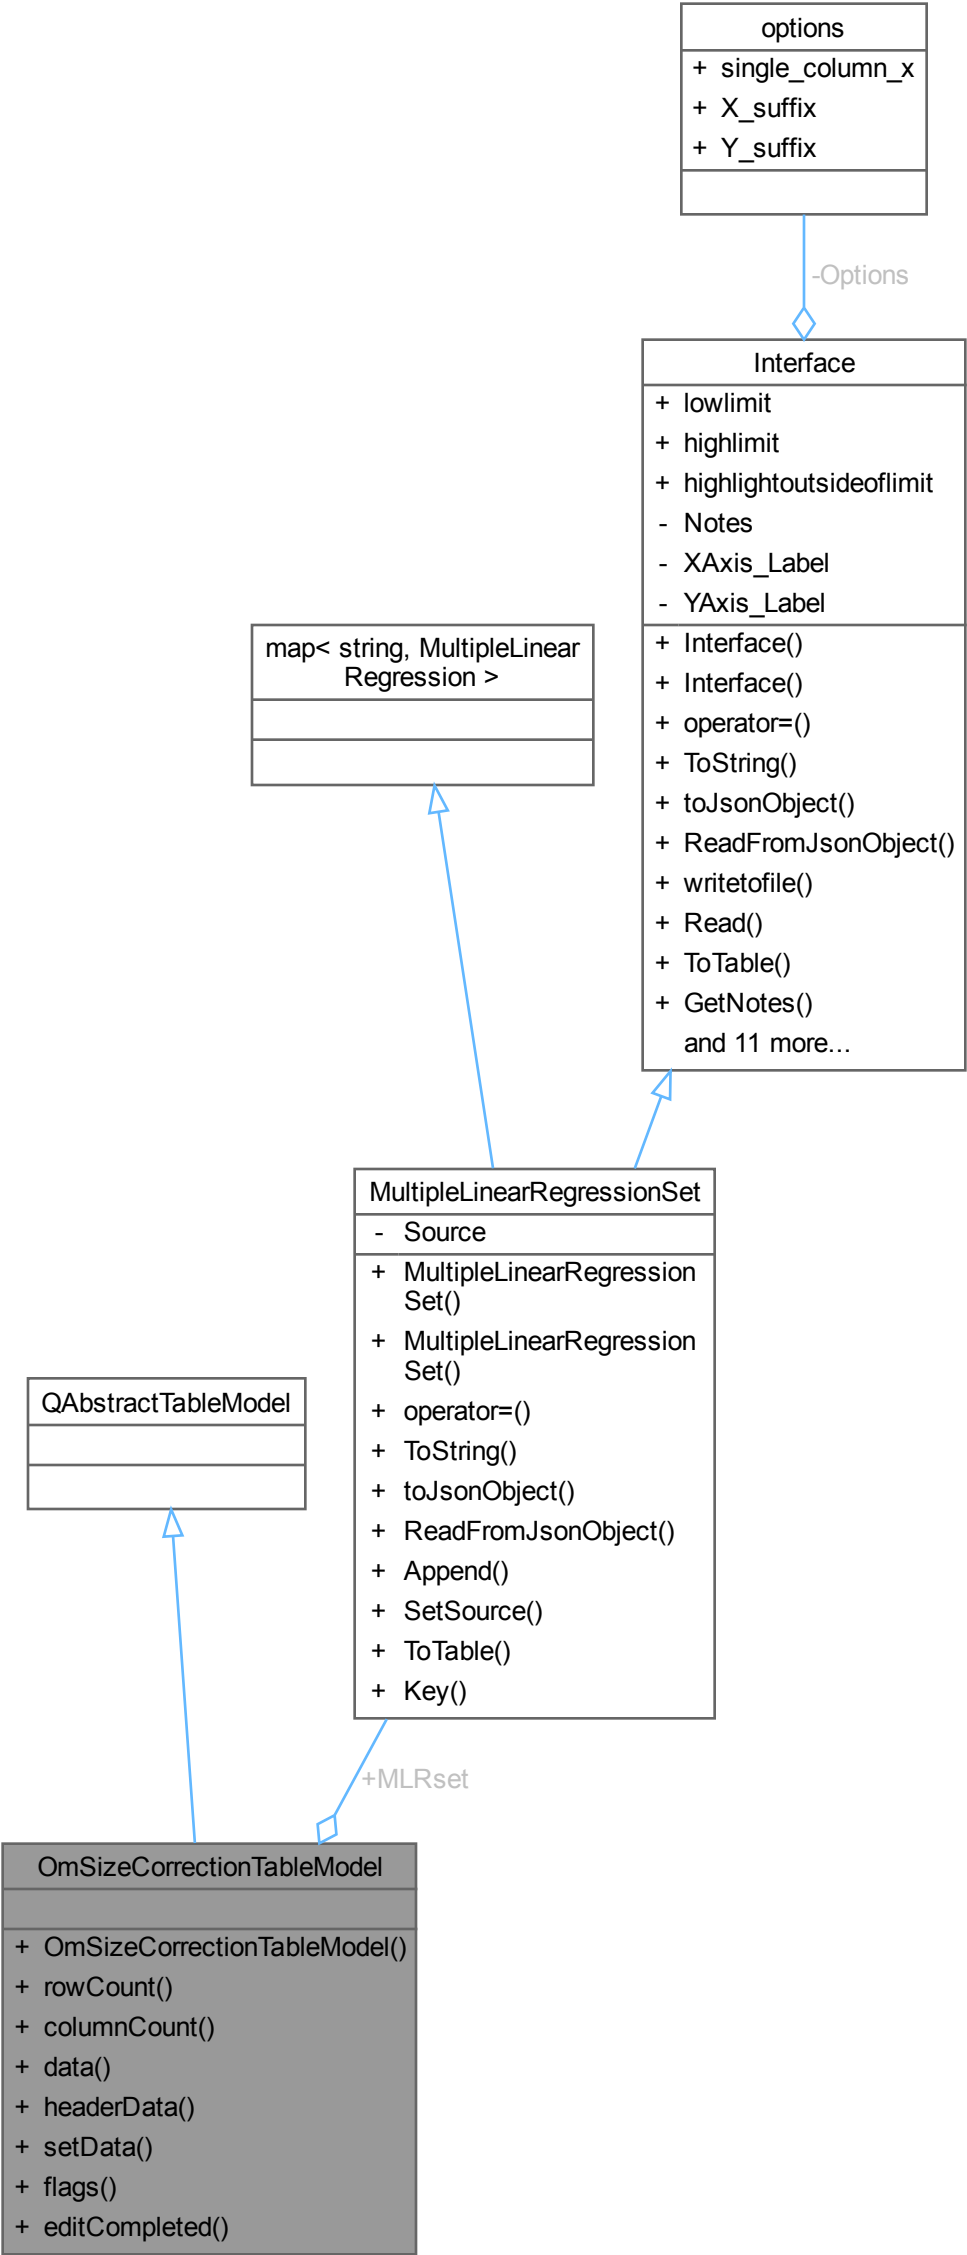 options
+ single_column_x
+ X_suffix
+ Y_suffix
-Options
Interface
+ lowlimit
+ highlimit
+ highlightoutsideoflimit
- Notes
- XAxis_Label
- YAxis_Label
+ Interface()
+ Interface()
+ operator=()
+ ToString()
+ toJsonObject()
+ ReadFromJsonObject()
+ writetofile()
+ Read()
+ ToTable()
+ GetNotes()
and 11 more...
map< string, MultipleLinear
Regression >
MultipleLinearRegressionSet
- Source
+ MultipleLinearRegression
Set()
+ MultipleLinearRegression
Set()
+ operator=()
+ ToString()
+ toJsonObject()
+ ReadFromJsonObject()
+ Append()
+ SetSource()
+ ToTable()
+ Key()
QAbstractTableModel
+MLRset
OmSizeCorrectionTableModel
+ OmSizeCorrectionTableModel()
+ rowCount()
+ columnCount()
+ data()
+ headerData()
+ setData()
+ flags()
+ editCompleted()